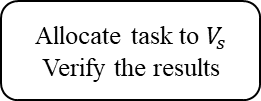 Allocate task to Vₛ
Verify the results